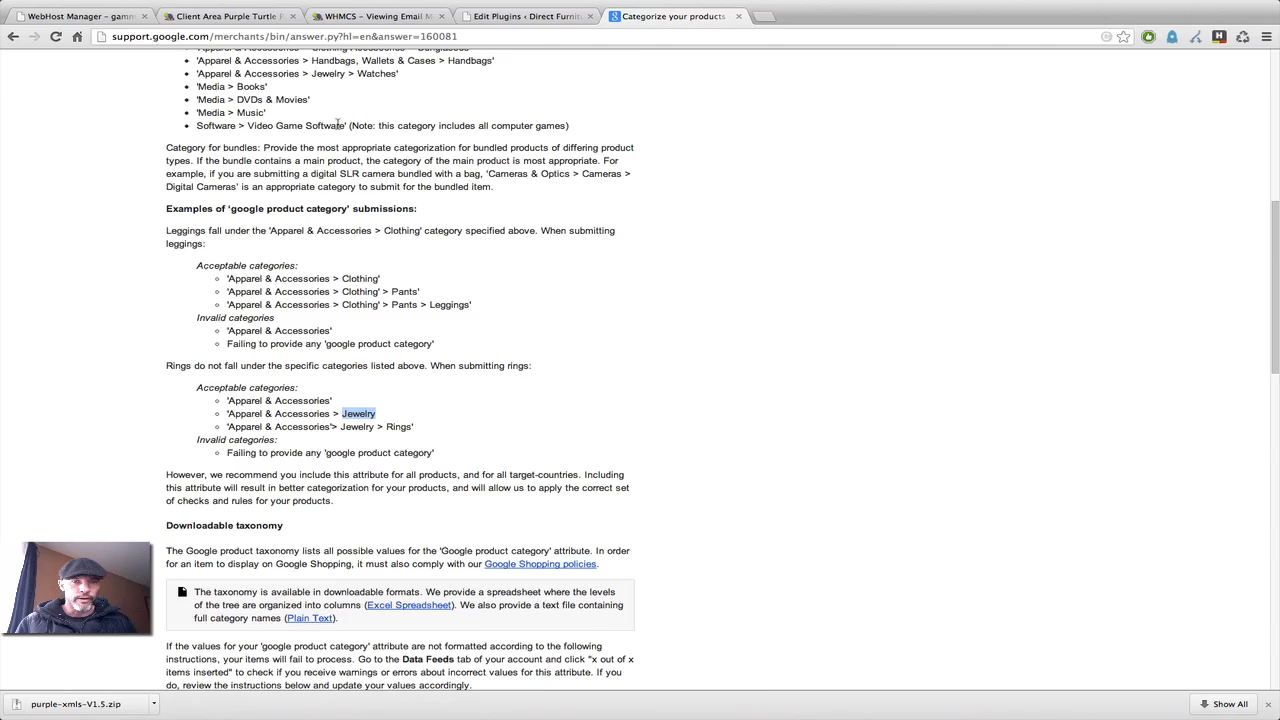 WebHost Manager - gamm
Client Area Purple Turtle P
WHMCS - Viewing Email M
Edit Plugins ‹ Direct Furnit
Categorize your products
support.google.com/merchants/bin/answer.py?hl=en&answer=160081
'Apparel & Accessories > Clothing Accessories > Sunglasses'
• 'Apparel & Accessories > Handbags, Wallets & Cases > Handbags'
• 'Apparel & Accessories > Jewelry > Watches'
• 'Media > Books'
• 'Media > DVDs & Movies'
• 'Media > Music'
• Software > Video Game Software' (Note: this category includes all computer games)
Category for bundles: Provide the most appropriate categorization for bundled products of differing product
types. If the bundle contains a main product, the category of the main product is most appropriate. For
example, if you are submitting a digital SLR camera bundled with a bag, 'Cameras & Optics > Cameras >
Digital Cameras' is an appropriate category to submit for the bundled item.
Examples of 'google product category' submissions:
Leggings fall under the 'Apparel & Accessories > Clothing' category specified above. When submitting
leggings:
Acceptable categories:
◦ 'Apparel & Accessories > Clothing'
◦ 'Apparel & Accessories > Clothing' > Pants'
◦ 'Apparel & Accessories > Clothing' > Pants > Leggings'
Invalid categories
◦ 'Apparel & Accessories'
◦ Failing to provide any 'google product category'
Rings do not fall under the specific categories listed above. When submitting rings:
Acceptable categories:
◦ 'Apparel & Accessories'
◦ 'Apparel & Accessories > Jewelry
◦ 'Apparel & Accessories'> Jewelry > Rings'
Invalid categories:
◦ Failing to provide any 'google product category'
However, we recommend you include this attribute for all products, and for all target-countries. Including
this attribute will result in better categorization for your products, and will allow us to apply the correct set
of checks and rules for your products.
Downloadable taxonomy
The Google product taxonomy lists all possible values for the 'Google product category' attribute. In order
for an item to display on Google Shopping, it must also comply with our Google Shopping policies.
The taxonomy is available in downloadable formats. We provide a spreadsheet where the levels
of the tree are organized into columns (Excel Spreadsheet). We also provide a text file containing
full category names (Plain Text).
If the values for your 'google product category' attribute are not formatted according to the following
instructions, your items will fail to process. Go to the Data Feeds tab of your account and click "x out of x
items inserted" to check if you receive warnings or errors about incorrect values for this attribute. If you
do, review the instructions below and update your values accordingly.
purple-xmls-V1.5.zip
Show All